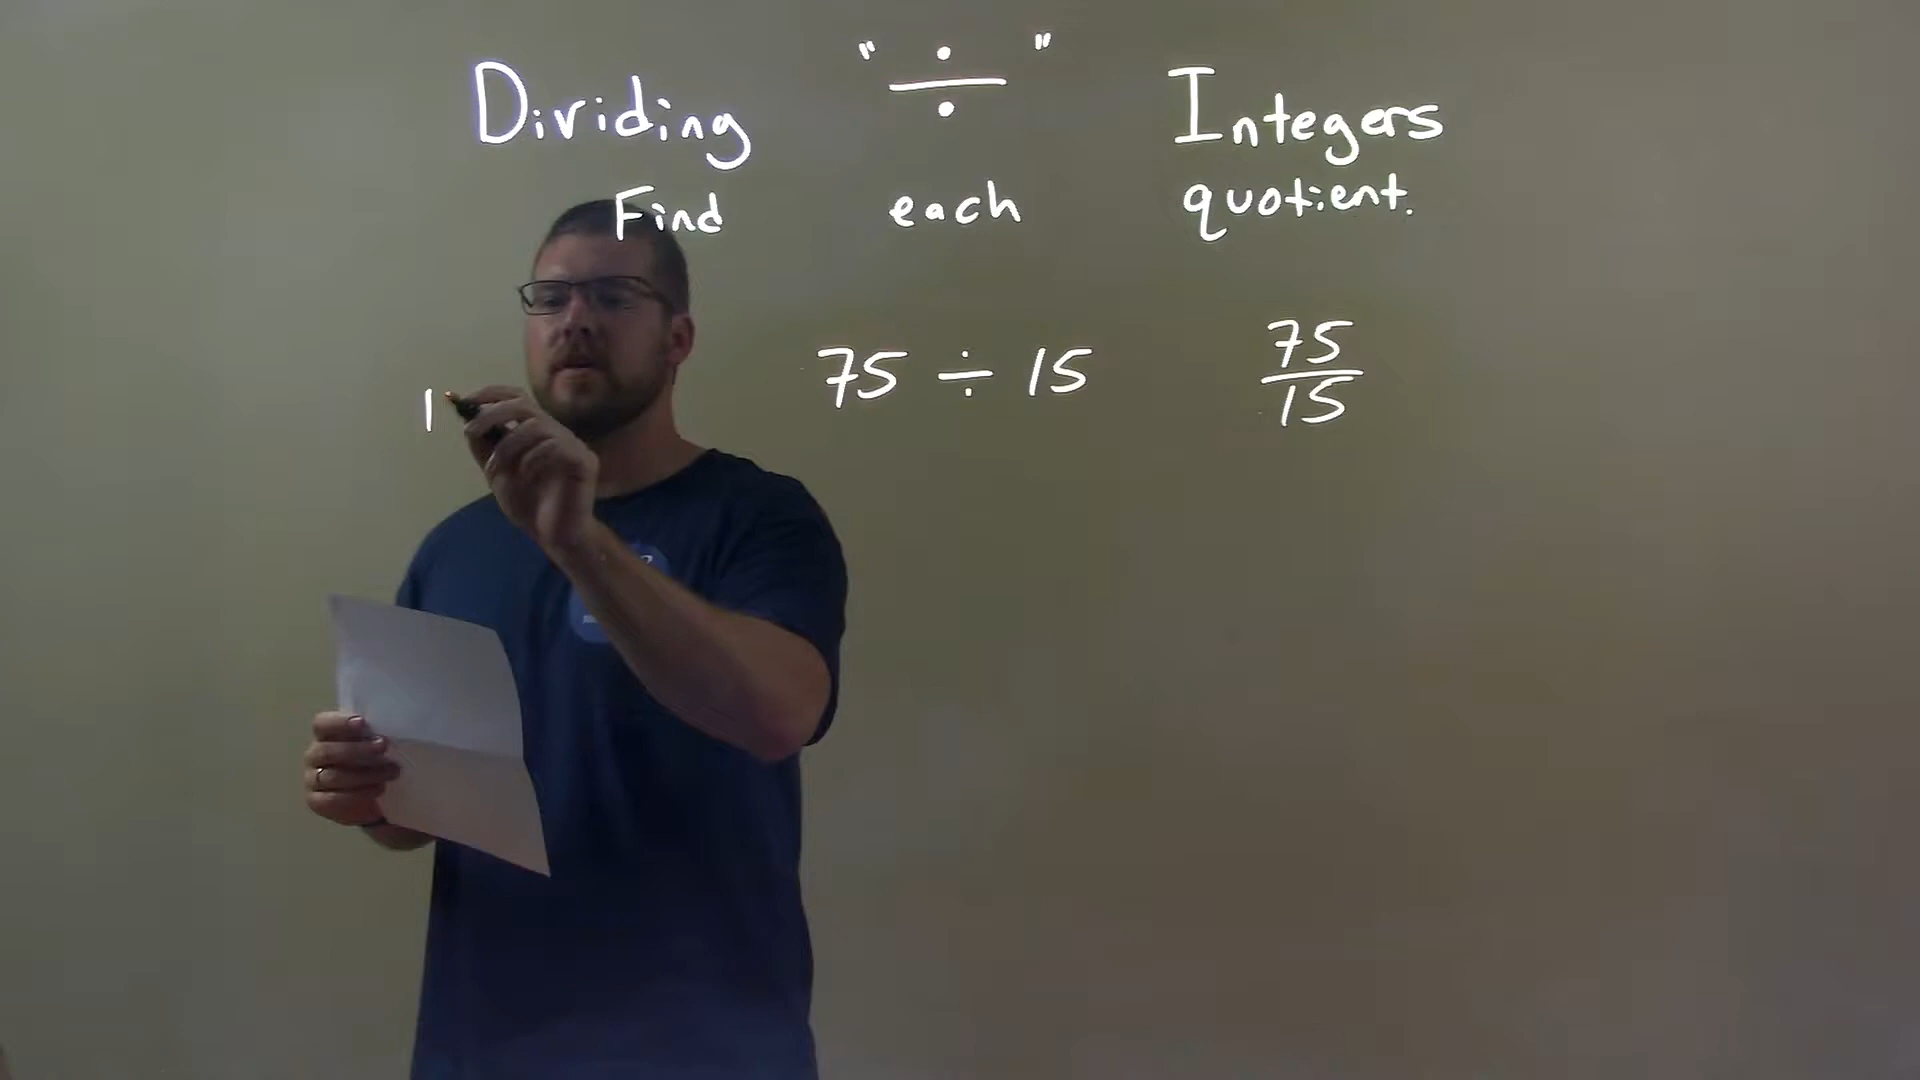 Dividing "÷" Integers
Find each quotient.
75 ÷ 15
75
15
1